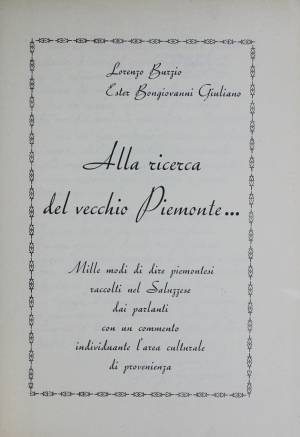 Lorenzo Burzio
Ester Bongiovanni Giuliano
Alla ricerca
del vecchio Piemonte...
Mille modi di dire piemontesi
raccolti nel Saluzzese
dai parlanti
con un commento
individuante l'area culturale
di provenienza